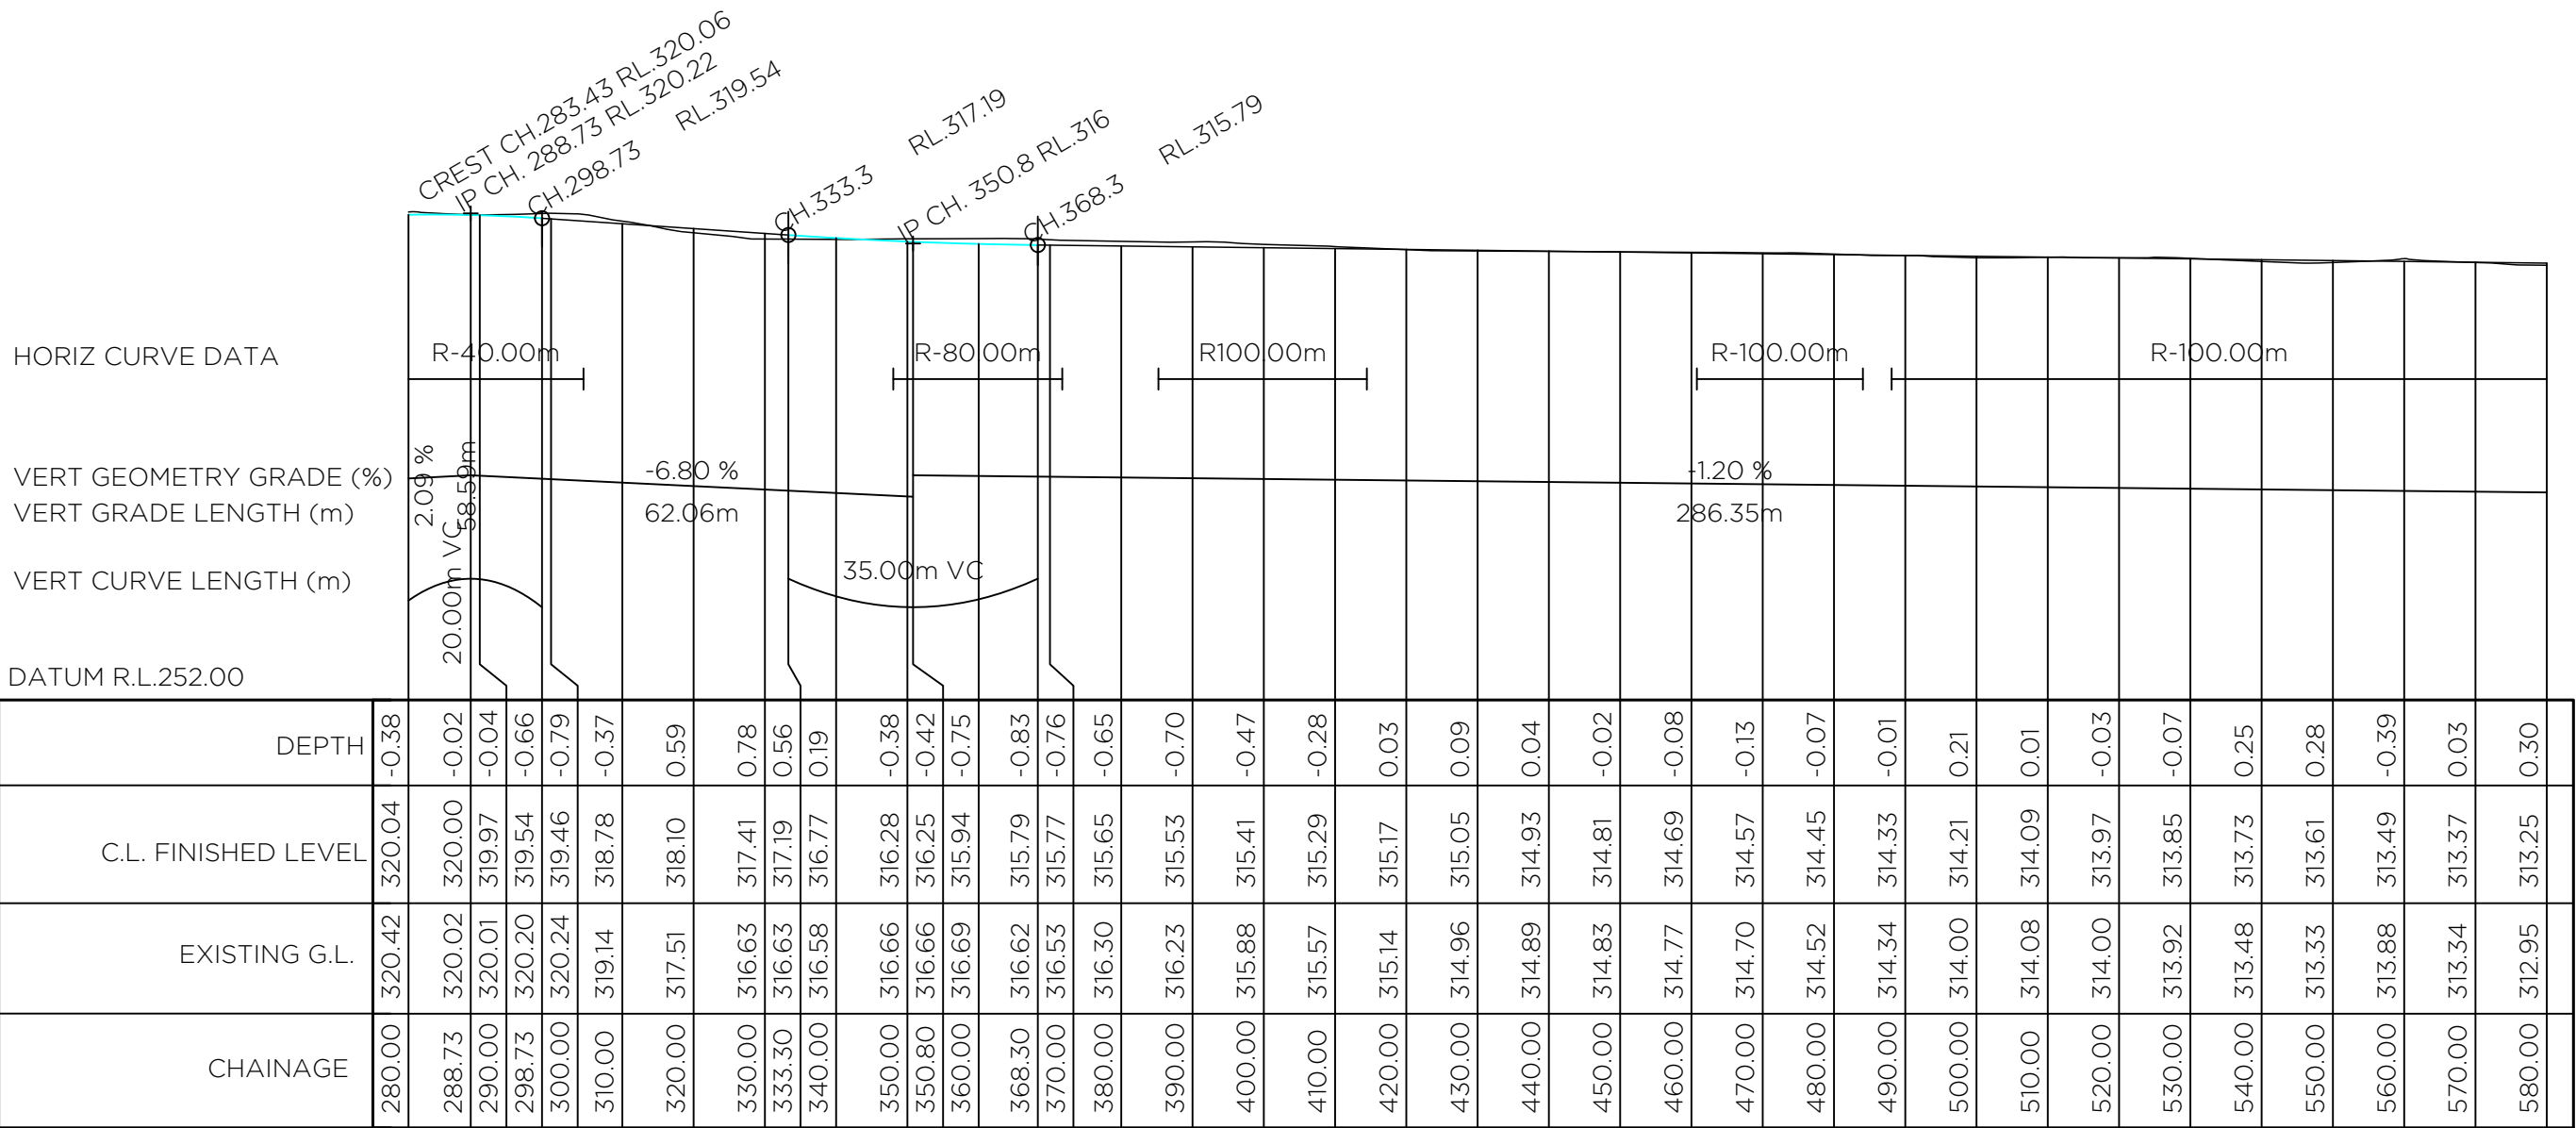 CREST CH.283.43 RL.320.06
IP CH. 288.73 RL.320.22
CH.298.73 RL.319.54
CH.333.3 RL.317.19
IP CH. 350.8 RL.316
CH.368.3 RL.315.79
HORIZ CURVE DATA R-40.00m R-80.00m R100.00m R-100.00m R-100.00m
VERT GEOMETRY GRADE (%) 2.09 % -6.80 % -1.20 %
VERT GRADE LENGTH (m) 58.59m 62.06m 286.35m
VERT CURVE LENGTH (m) 20.00m VC 35.00m VC
DATUM R.L.252.00
DEPTH -0.38 -0.02 -0.04 -0.66 -0.79 -0.37 0.59 0.78 0.56 0.19 -0.38 -0.42 -0.75 -0.83 -0.76 -0.65 -0.70 -0.47 -0.28 0.03 0.09 0.04 -0.02 -0.08 -0.13 -0.07 -0.01 0.21 0.01 -0.03 -0.07 0.25 0.28 -0.39 0.03 0.30
C.L. FINISHED LEVEL 320.04 320.00 319.97 319.54 319.46 318.78 318.10 317.41 317.19 316.77 316.28 316.25 315.94 315.79 315.77 315.65 315.53 315.41 315.29 315.17 315.05 314.93 314.81 314.69 314.57 314.45 314.33 314.21 314.09 313.97 313.85 313.73 313.61 313.49 313.37 313.25
EXISTING G.L. 320.42 320.02 320.01 320.20 320.24 319.14 317.51 316.63 316.63 316.58 316.66 316.66 316.69 316.62 316.53 316.30 316.23 315.88 315.57 315.14 314.96 314.89 314.83 314.77 314.70 314.52 314.34 314.00 314.08 314.00 313.92 313.48 313.33 313.88 313.34 312.95
CHAINAGE 280.00 288.73 290.00 298.73 300.00 310.00 320.00 330.00 333.30 340.00 350.00 350.80 360.00 368.30 370.00 380.00 390.00 400.00 410.00 420.00 430.00 440.00 450.00 460.00 470.00 480.00 490.00 500.00 510.00 520.00 530.00 540.00 550.00 560.00 570.00 580.00